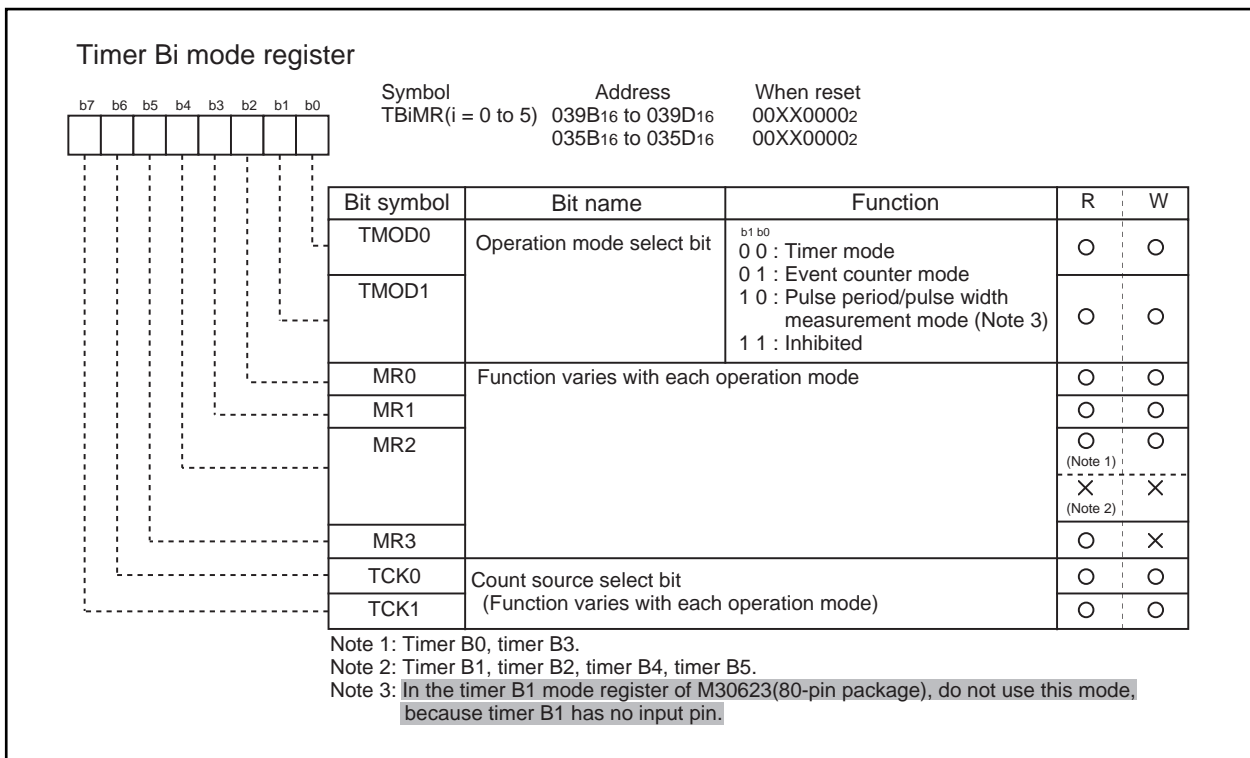 Timer Bi mode register
Symbol Address When reset
TBiMR(i = 0 to 5) 039B16 to 039D16 00XX00002
035B16 to 035D16 00XX00002
b7 b6 b5 b4 b3 b2 b1 b0
Bit symbol Bit name Function R W
TMOD0 Operation mode select bit
b1 b0
0 0 : Timer mode
0 1 : Event counter mode
TMOD1
1 0 : Pulse period/pulse width
measurement mode (Note 3)
1 1 : Inhibited
MR0 Function varies with each operation mode
MR1
MR2
(Note 1)
(Note 2)
MR3
TCK0 Count source select bit
TCK1 (Function varies with each operation mode)
Note 1: Timer B0, timer B3.
Note 2: Timer B1, timer B2, timer B4, timer B5.
Note 3: In the timer B1 mode register of M30623(80-pin package), do not use this mode,
because timer B1 has no input pin.